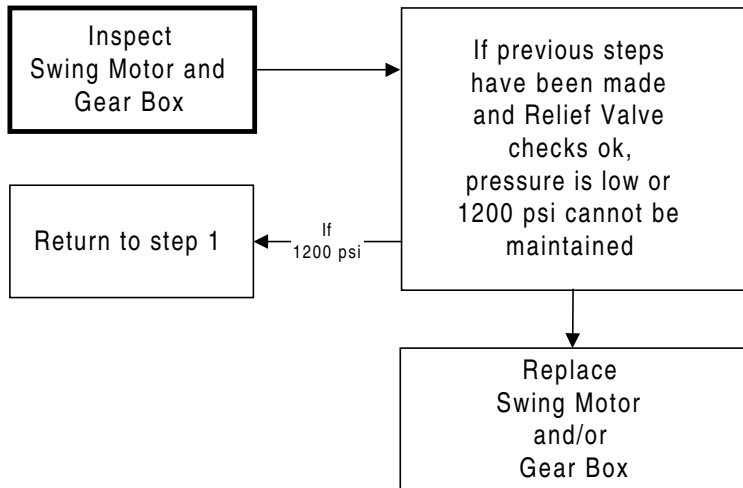 Inspect
Swing Motor and
Gear Box
If previous steps
have been made
and Relief Valve
checks ok,
pressure is low or
1200 psi cannot be
maintained
Return to step 1
If
1200 psi
Replace
Swing Motor
and/or
Gear Box